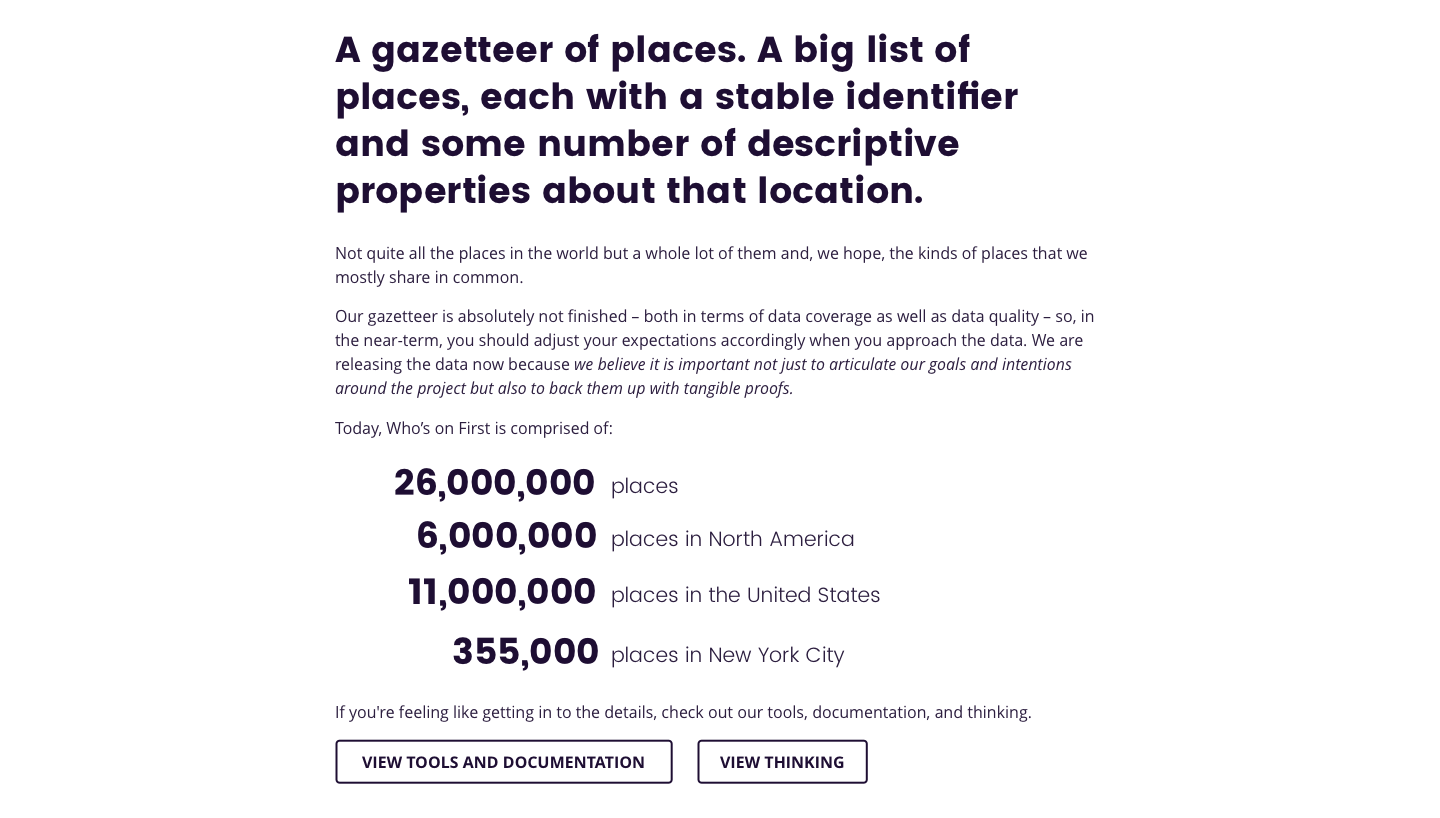 A gazetteer of places. A big list of
places, each with a stable identifier
and some number of descriptive
properties about that location.
Not quite all the places in the world but a whole lot of them and, we hope, the kinds of places that we
mostly share in common.
Our gazetteer is absolutely not finished – both in terms of data coverage as well as data quality – so, in
the near-term, you should adjust your expectations accordingly when you approach the data. We are
releasing the data now because we believe it is important not just to articulate our goals and intentions
around the project but also to back them up with tangible proofs.
Today, Who’s on First is comprised of:
26,000,000 places
6,000,000 places in North America
11,000,000 places in the United States
355,000 places in New York City
If you're feeling like getting in to the details, check out our tools, documentation, and thinking.
VIEW TOOLS AND DOCUMENTATION VIEW THINKING